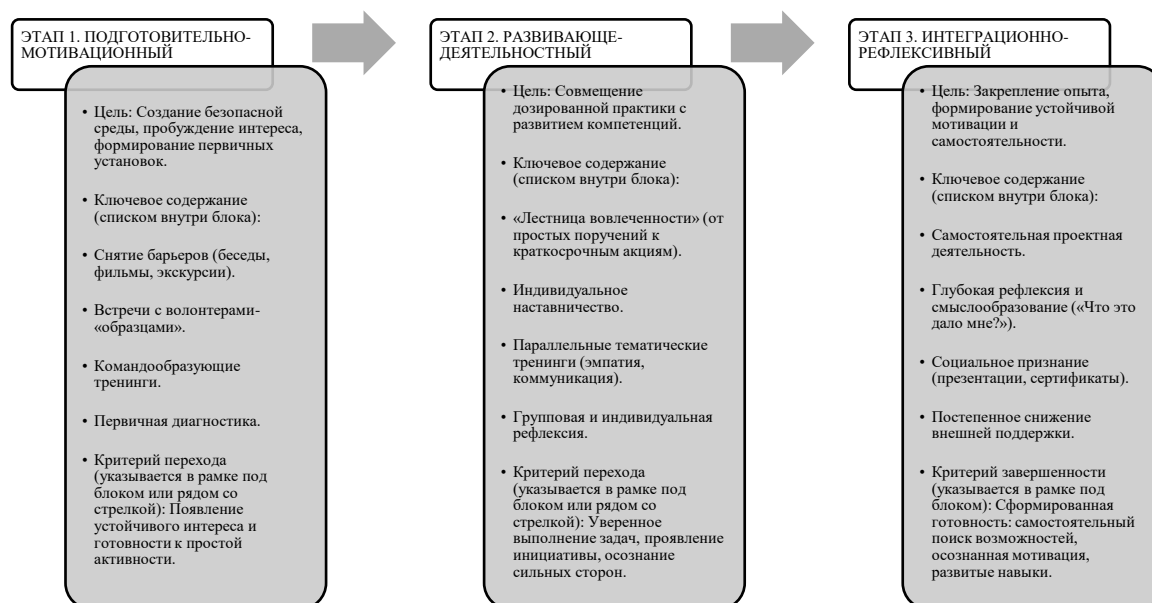 ЭТАП 1. ПОДГОТОВИТЕЛЬНО-
МОТИВАЦИОННЫЙ
• Цель: Создание безопасной
среды, пробуждение интереса,
формирование первичных
установок.
• Ключевое содержание
(списком внутри блока):
• Снятие барьеров (беседы,
фильмы, экскурсии).
• Встречи с волонтерами-
«образцами».
• Командообразующие
тренинги.
• Первичная диагностика.
• Критерий перехода
(указывается в рамке под
блоком или рядом со
стрелкой): Появление
устойчивого интереса и
готовности к простой
активности.
ЭТАП 2. РАЗВИВАЮЩЕ-
ДЕЯТЕЛЬНОСТНЫЙ
• Цель: Совмещение
дозированной практики с
развитием компетенций.
• Ключевое содержание
(списком внутри блока):
• «Лестница вовлеченности» (от
простых поручений к
краткосрочным акциям).
• Индивидуальное
наставничество.
• Параллельные тематические
тренинги (эмпатия,
коммуникация).
• Групповая и индивидуальная
рефлексия.
• Критерий перехода
(указывается в рамке под
блоком или рядом со
стрелкой): Уверенное
выполнение задач, проявление
инициативы, осознание
сильных сторон.
ЭТАП 3. ИНТЕГРАЦИОННО-
РЕФЛЕКСИВНЫЙ
• Цель: Закрепление опыта,
формирование устойчивой
мотивации и
самостоятельности.
• Ключевое содержание
(списком внутри блока):
• Самостоятельная проектная
деятельность.
• Глубокая рефлексия и
смыслообразование («Что это
дало мне?»).
• Социальное признание
(презентации, сертификаты).
• Постепенное снижение
внешней поддержки.
• Критерий завершенности
(указывается в рамке под
блоком): Сформированная
готовность: самостоятельный
поиск возможностей,
осознанная мотивация,
развитые навыки.